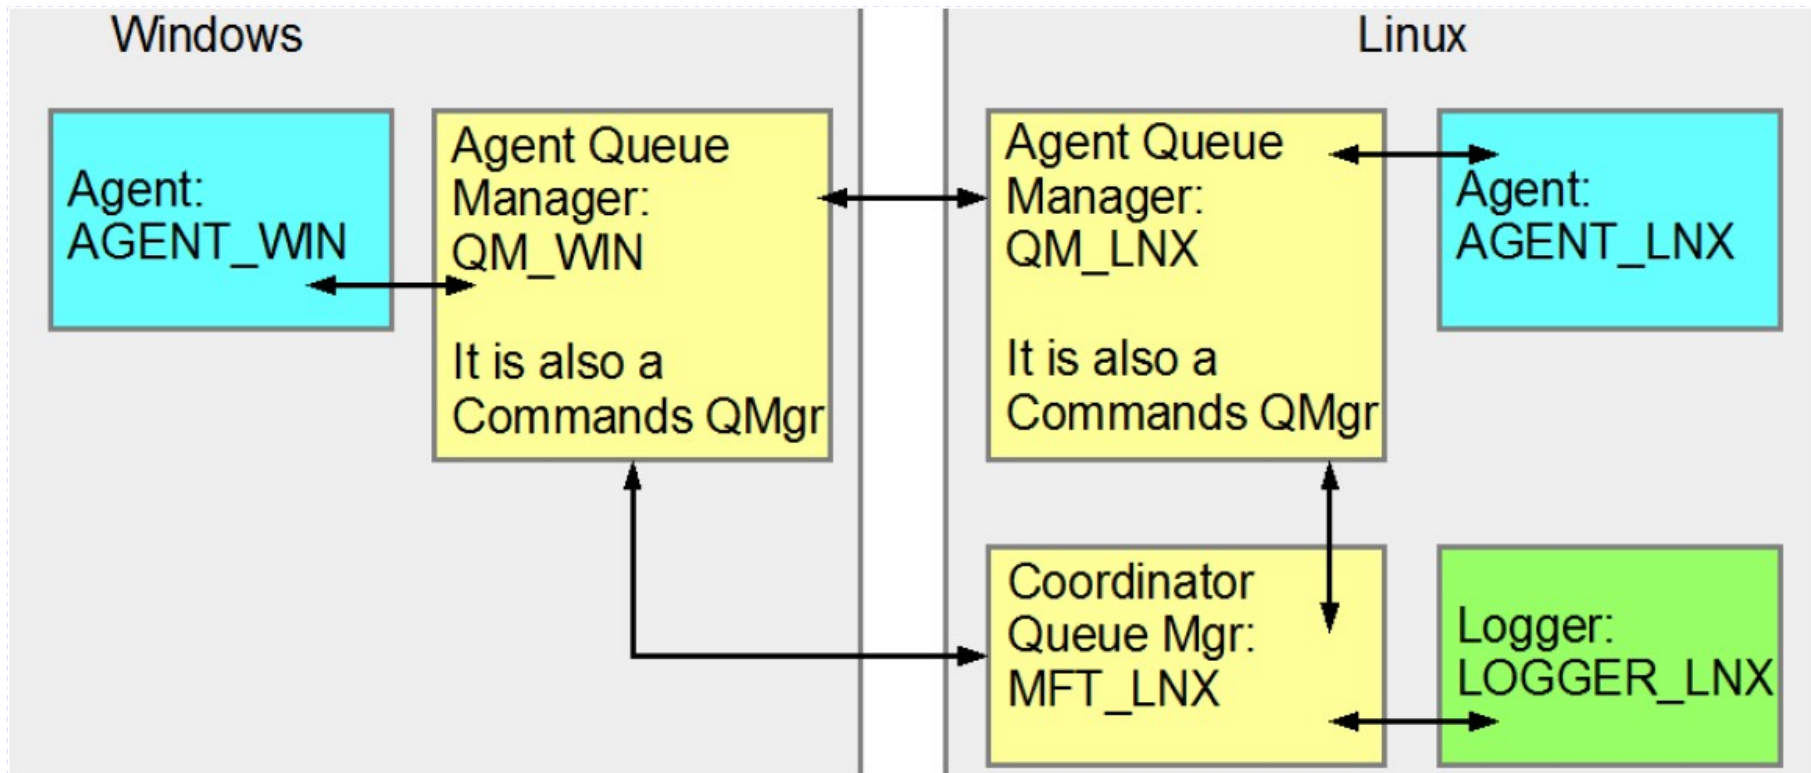 Windows
Agent:
AGENT_WIN
Agent Queue
Manager:
QM_WIN
It is also a
Commands QMgr
Linux
Agent Queue
Manager:
QM_LNX
It is also a
Commands QMgr
Agent:
AGENT_LNX
Coordinator
Queue Mgr:
MFT_LNX
Logger:
LOGGER_LNX